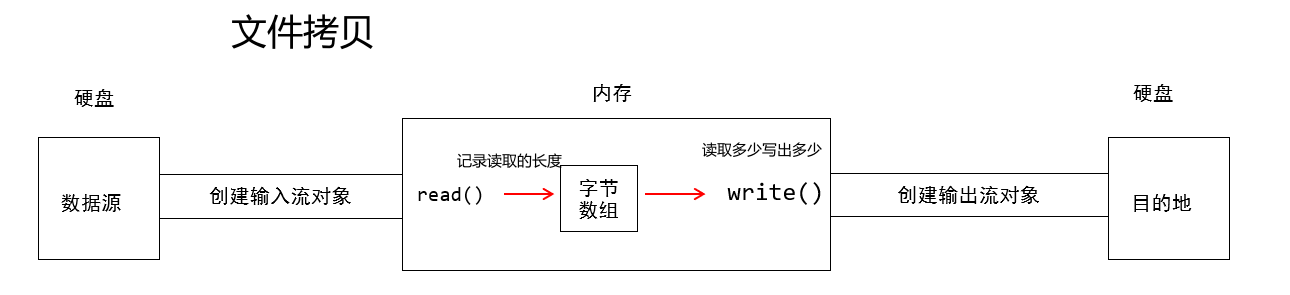 文件拷贝
硬盘
内存
硬盘
记录读取的长度
读取多少写出多少
数据源
创建输入流对象
read()
字节
数组
write()
创建输出流对象
目的地